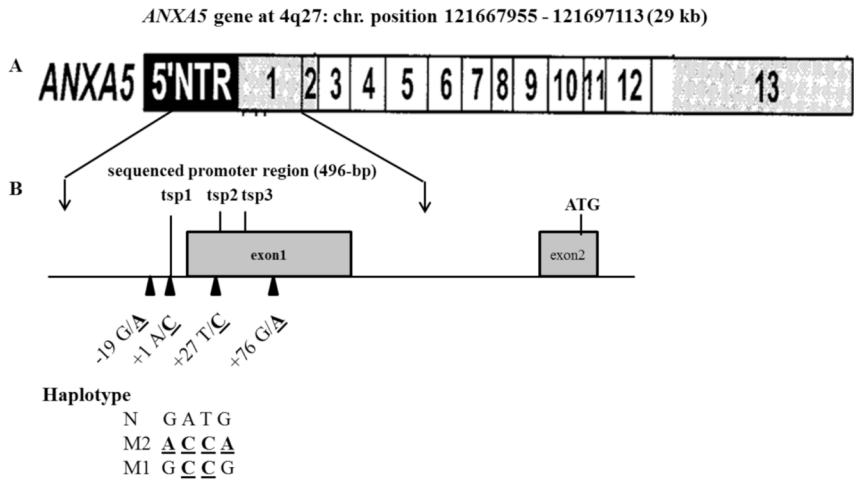 ANXA5 gene at 4q27: chr. position 121667955 - 121697113 (29 kb)
A
ANXA5 5'NTR 1 2 3 4 5 6 7 8 9 10 11 12 13
sequenced promoter region (496-bp)
B
tsp1 tsp2 tsp3
ATG
exon1 exon2
-19 G/A +1 A/C +27 T/C +76 G/A
Haplotype
N G A T G
M2 A C C A
M1 G C C G